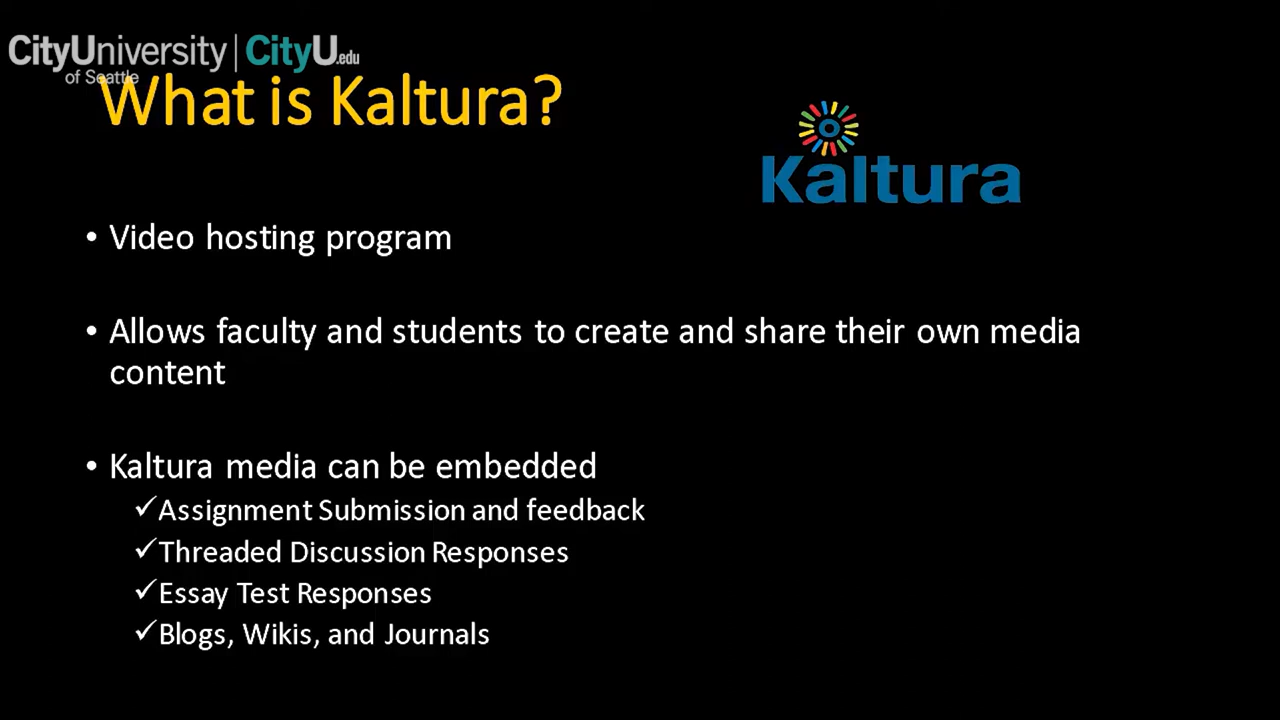 CityUniversity | CityU.edu
of Seattle
What is Kaltura?
Kaltura
• Video hosting program
• Allows faculty and students to create and share their own media
content
• Kaltura media can be embedded
✓Assignment Submission and feedback
✓Threaded Discussion Responses
✓Essay Test Responses
✓Blogs, Wikis, and Journals